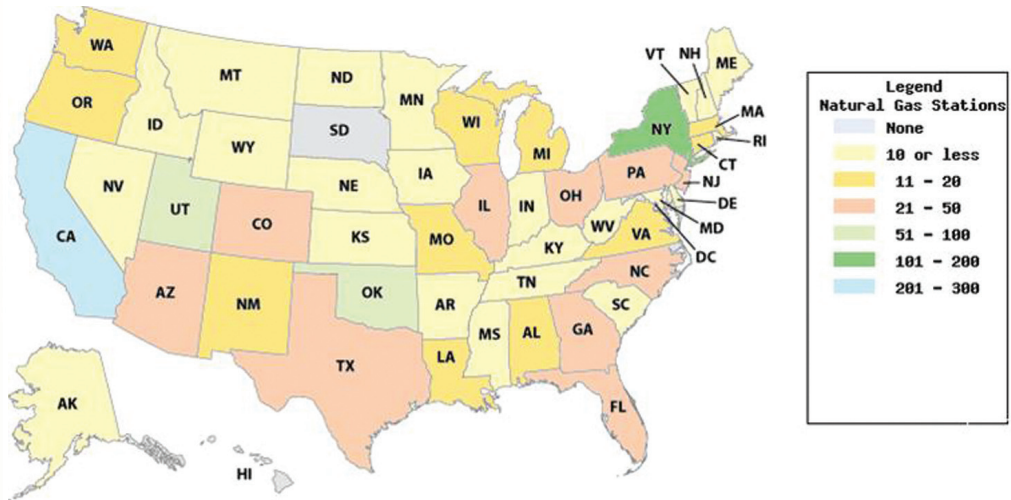 WA
OR
CA
NV
ID
MT
WY
UT
AZ
CO
NM
ND
SD
NE
KS
OK
TX
MN
IA
MO
AR
LA
WI
IL
MI
IN
OH
KY
TN
MS
AL
GA
FL
SC
NC
VA
WV
PA
NY
VT
NH
ME
MA
RI
CT
NJ
DE
MD
DC
AK
HI
Legend
Natural Gas Stations
None
10 or less
11 - 20
21 - 50
51 - 100
101 - 200
201 - 300